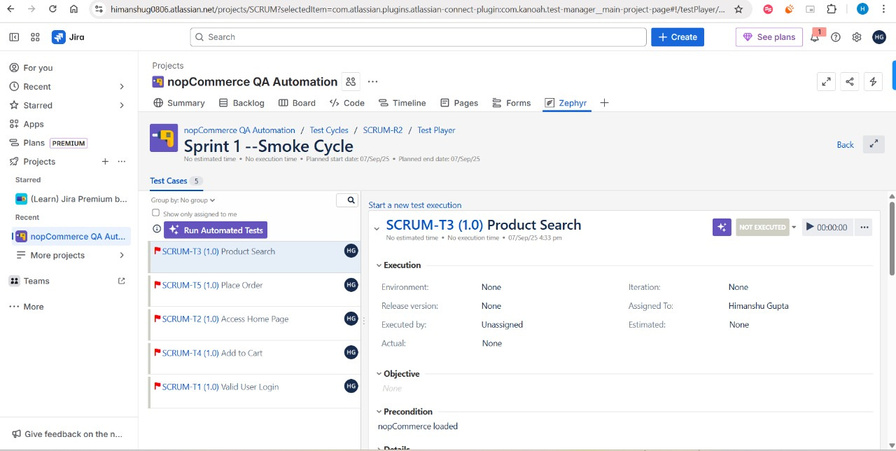 himanshug0806.atlassian.net/projects/SCRUM?selectedItem=com.atlassian.plugins.atlassian-connect-plugin:com.kanoah.test-manager__main-project-page#!/testPlayer/...
H
Jira
Search
+ Create
See plans
1
HG
For you
Recent
Starred
Apps
Plans PREMIUM
Projects
Starred
(Learn) Jira Premium b...
Recent
nopCommerce QA Aut...
More projects
Teams
More
Give feedback on the n...
Projects
nopCommerce QA Automation
Summary Backlog Board Code Timeline Pages Forms Zephyr
nopCommerce QA Automation / Test Cycles / SCRUM-R2 / Test Player
Sprint 1 --Smoke Cycle
No estimated time • No execution time • Planned start date: 07/Sep/25 • Planned end date: 07/Sep/25
Back
Test Cases 5
Group by: No group
Show only assigned to me
Run Automated Tests
SCRUM-T3 (1.0) Product Search HG
SCRUM-T5 (1.0) Place Order HG
SCRUM-T2 (1.0) Access Home Page HG
SCRUM-T4 (1.0) Add to Cart HG
SCRUM-T1 (1.0) Valid User Login HG
Start a new test execution
SCRUM-T3 (1.0) Product Search
NOT EXECUTED
00:00:00
No estimated time • No execution time • 07/Sep/25 4:33 pm
Execution
Environment: None Iteration: None
Release version: None Assigned To: Himanshu Gupta
Executed by: Unassigned Estimated: None
Actual: None
Objective
None
Precondition
nopCommerce loaded
Details